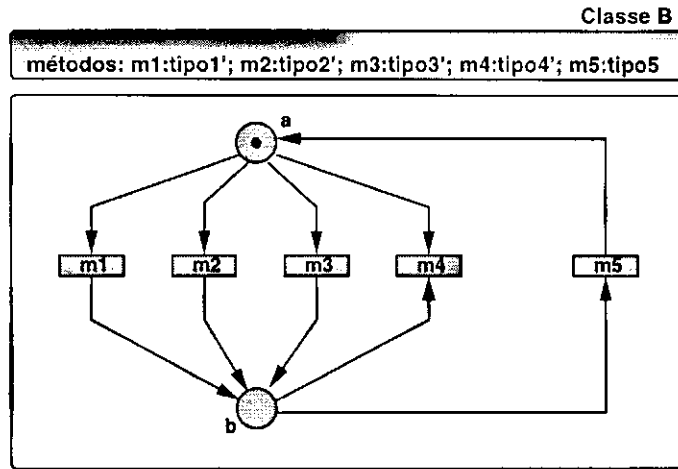 Classe B
métodos: m1:tipo1'; m2:tipo2'; m3:tipo3'; m4:tipo4'; m5:tipo5
a
m1 m2 m3 m4 m5
b